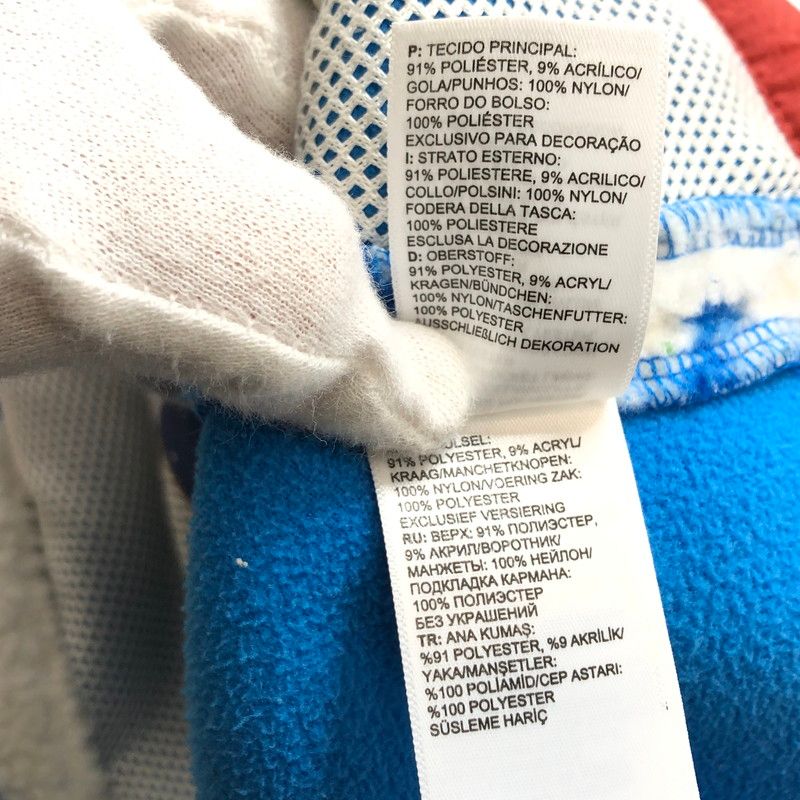 P: TECIDO PRINCIPAL:
91% POLIÉSTER, 9% ACRÍLICO/
GOLA/PUNHOS: 100% NYLON/
FORRO DO BOLSO:
100% POLIÉSTER
EXCLUSIVO PARA DECORAÇÃO
I: STRATO ESTERNO:
91% POLIESTERE, 9% ACRILICO/
COLLO/POLSINI: 100% NYLON/
FODERA DELLA TASCA:
100% POLIESTERE
ESCLUSA LA DECORAZIONE
D: OBERSTOFF:
91% POLYESTER, 9% ACRYL/
KRAGEN/BÜNDCHEN:
100% NYLON/TASCHENFUTTER:
100% POLYESTER
AUSSCHLIEßLICH DEKORATION
91% POLYESTER, 9% ACRYL/
KRAAG/MANCHETKNOPEN:
100% NYLON/VOERING ZAK:
100% POLYESTER
EXCLUSIEF VERSIERING
RU: ВЕРХ: 91% ПОЛИЭСТЕР,
9% АКРИЛ/ВОРОТНИК/
МАНЖЕТЫ: 100% НЕЙЛОН/
ПОДКЛАДКА КАРМАНА:
100% ПОЛИЭСТЕР
БЕЗ УКРАШЕНИЙ
TR: ANA KUMAŞ:
%91 POLYESTER, %9 AKRİLİK/
YAKA/MANŞETLER:
%100 POLİAMİD/CEP ASTARI:
%100 POLYESTER
SÜSLEME HARİÇ